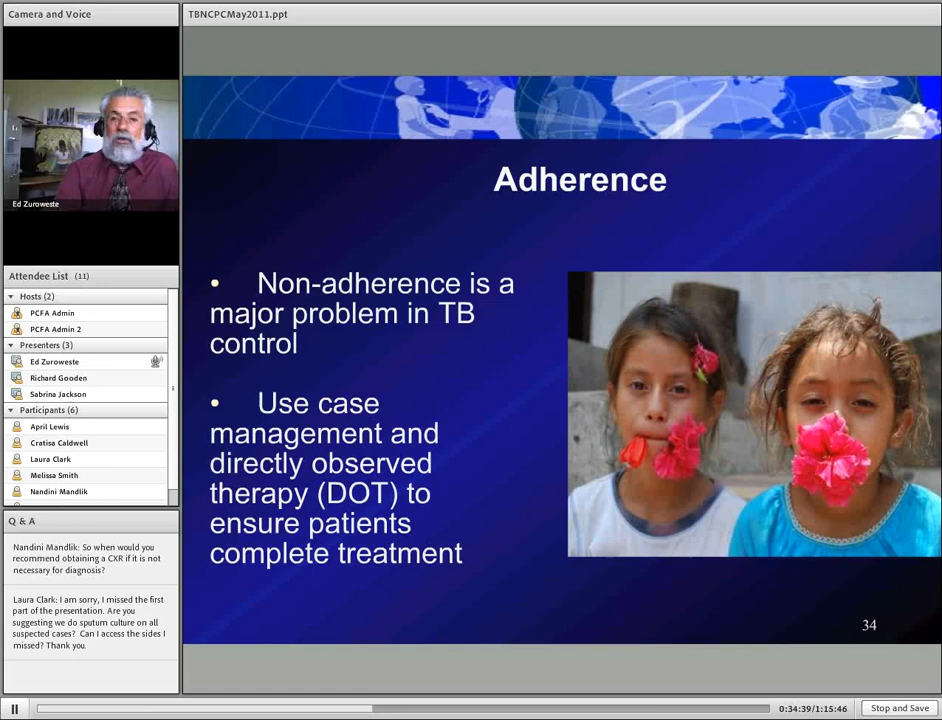 Camera and Voice
TBNCPCMay2011.ppt
Ed Zuroweste
Attendee List (11)
Hosts (2)
PCFA Admin
PCFA Admin 2
Presenters (3)
Ed Zuroweste
Richard Gooden
Sabrina Jackson
Participants (6)
April Lewis
Cratisa Caldwell
Laura Clark
Melissa Smith
Nandini Mandlik
Q & A
Nandini Mandlik: So when would you
recommend obtaining a CXR if it is not
necessary for diagnosis?
Laura Clark: I am sorry, I missed the first
part of the presentation. Are you
suggesting we do sputum culture on all
suspected cases? Can I access the sides I
missed? Thank you.
Adherence
• Non-adherence is a
major problem in TB
control
• Use case
management and
directly observed
therapy (DOT) to
ensure patients
complete treatment
34
0:34:39/1:15:46
Stop and Save